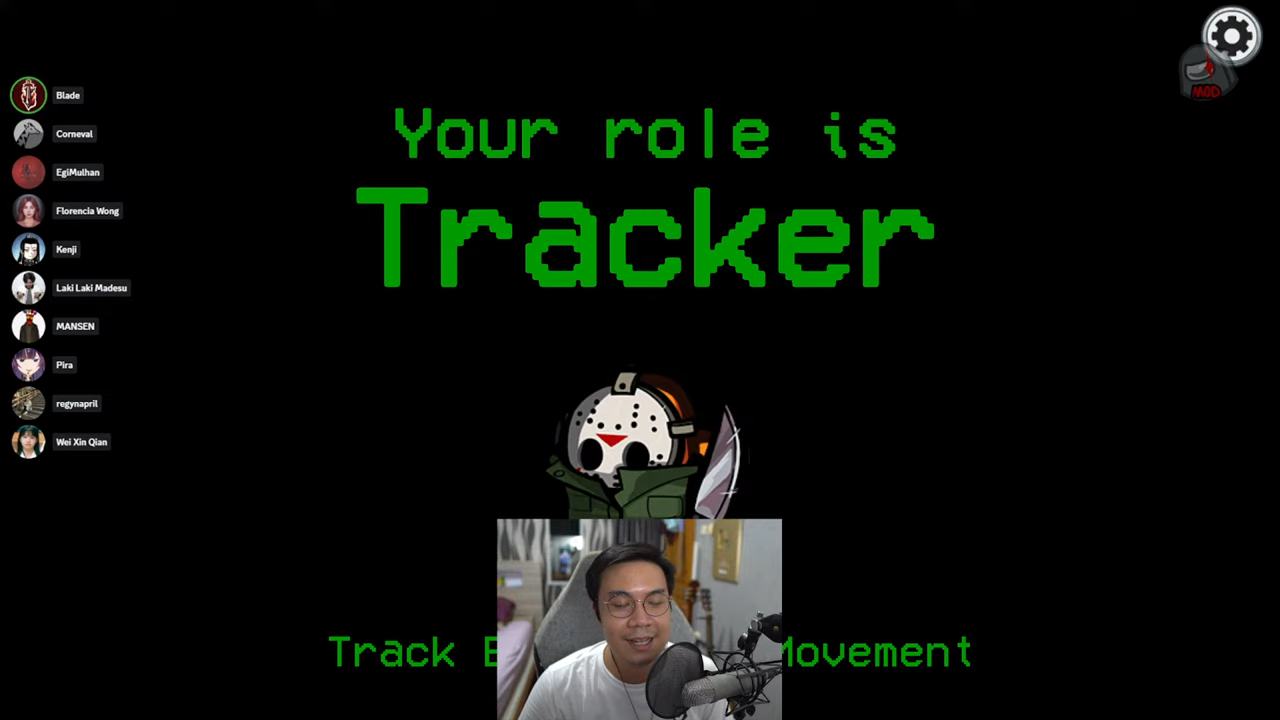 Your role is
Tracker
MOD
Blade
Corneval
EgiMulhan
Florencia Wong
Kenji
Laki Laki Madesu
MANSEN
Pira
regynapril
Wei Xin Qian
Track
Movement